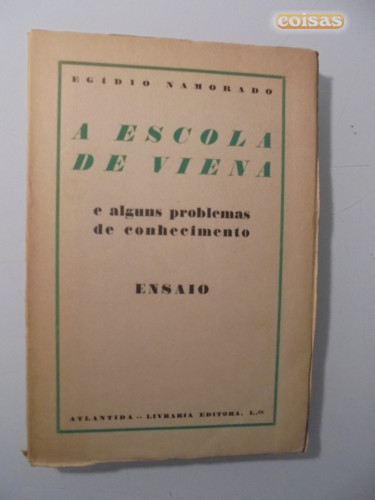 coisas
EGÍDIO NAMORADO
A ESCOLA
DE VIENA
e alguns problemas
de conhecimento
ENSAIO
ATLANTIDA — LIVRARIA EDITORA, L.DA